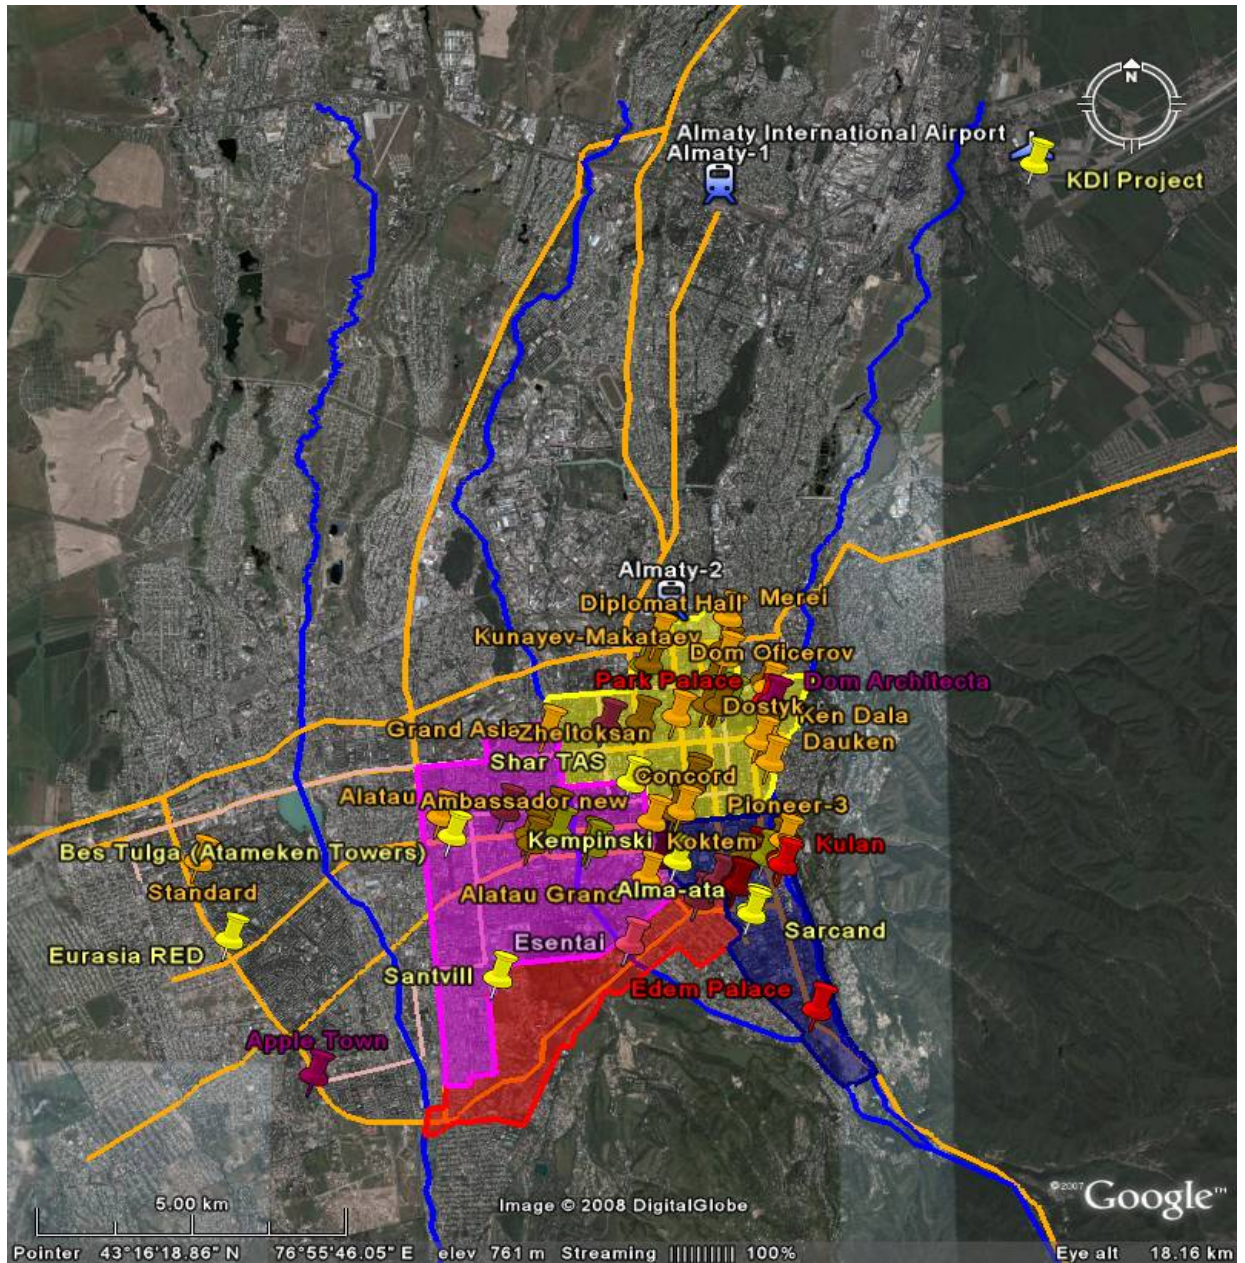 N
Almaty International Airport
Almaty-1
KDI Project
Almaty-2
Diplomat Hall
Merei
Kunayev-Makataev
Dom Oficerov
Park Palace
Dom Architecta
Dostyk
Ken Dala
Grand Asia
Zheltoksan
Dauken
Shar TAS
Concord
Alatau
Ambassador new
Pioneer-3
Kempinski
Koktem
Kulan
Bes Tulga (Atameken Towers)
Standard
Alatau Grand
Alma-ata
Sarcand
Eurasia RED
Esentai
Santvill
Edem Palace
Apple Town
5.00 km
Image © 2008 DigitalGlobe
©2007 Google™
Pointer 43°16'18.86" N 76°55'46.05" E elev 761 m Streaming |||||||||| 100% Eye alt 18.16 km